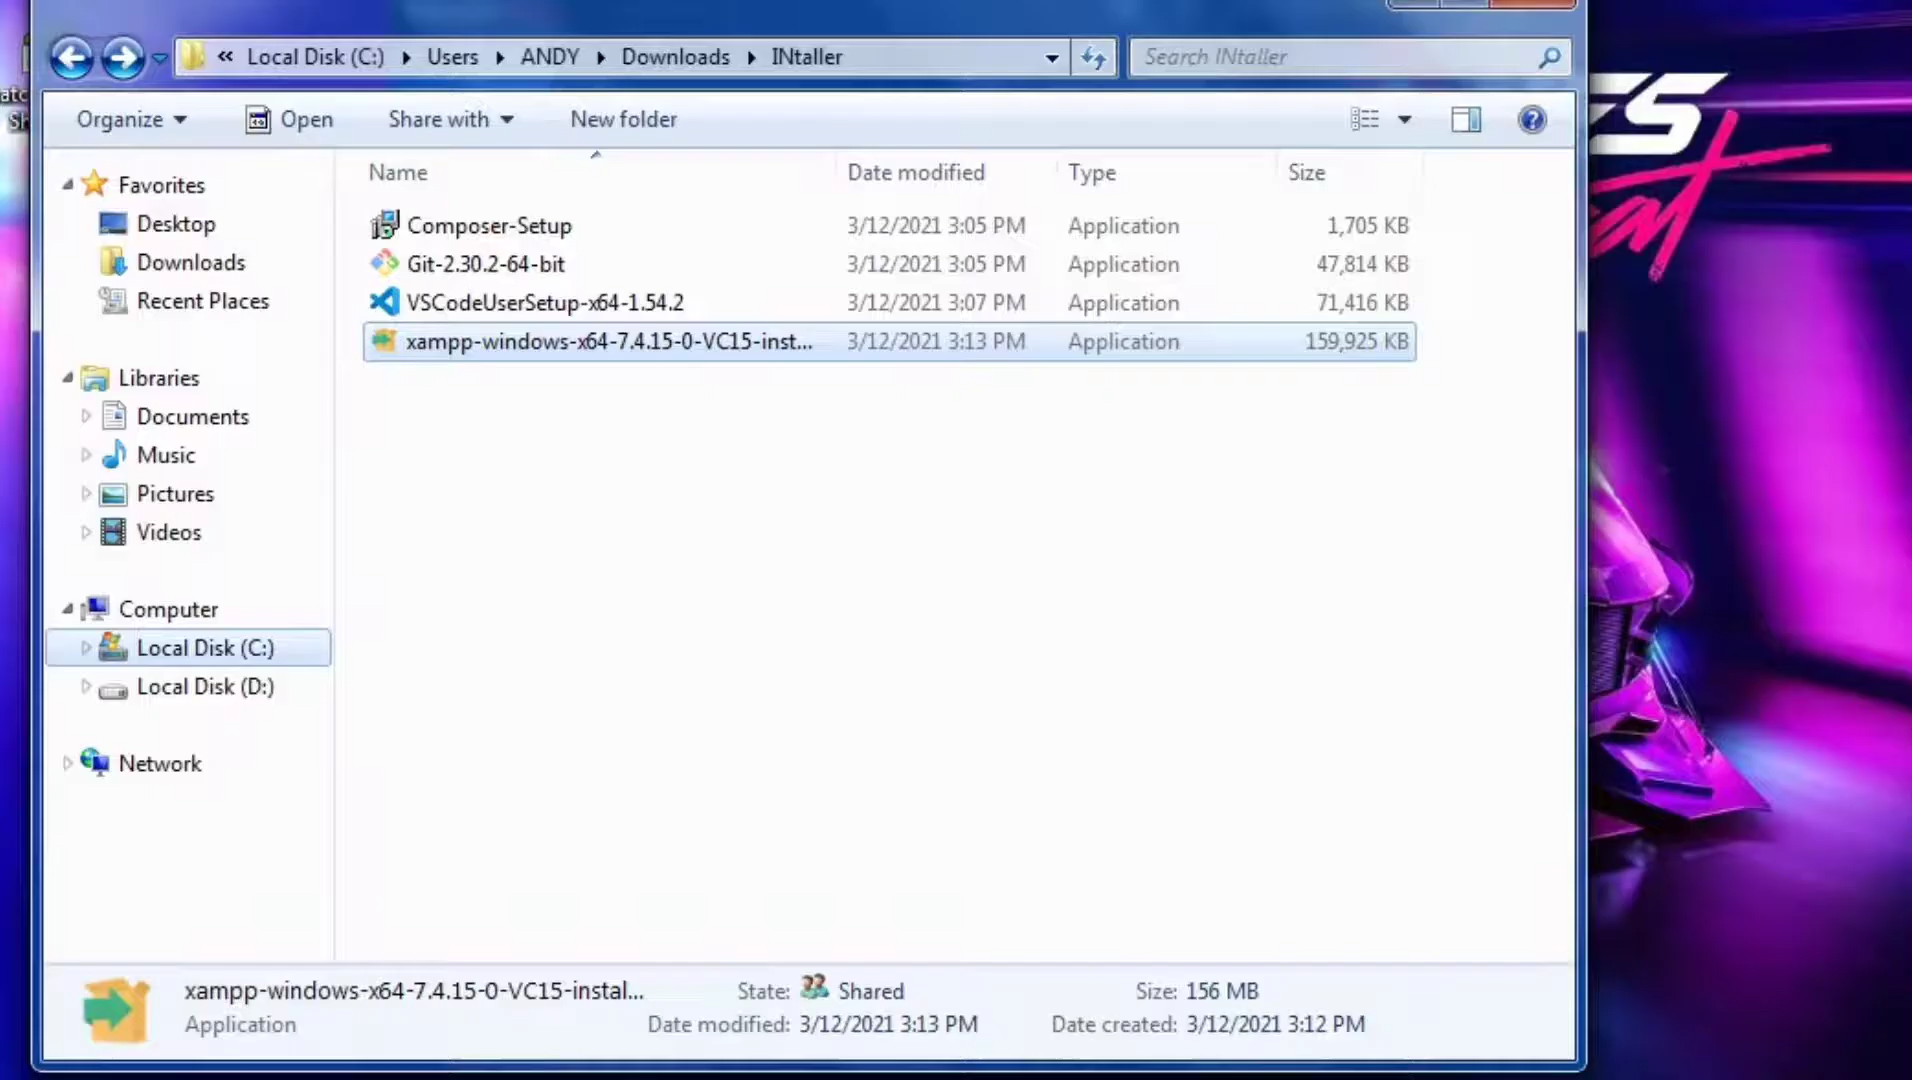 « Local Disk (C:) Users ANDY Downloads INtaller
Search INtaller
Organize Open Share with New folder
Name Date modified Type Size
Favorites
Desktop
Downloads
Recent Places
Libraries
Documents
Music
Pictures
Videos
Computer
Local Disk (C:)
Local Disk (D:)
Network
Composer-Setup 3/12/2021 3:05 PM Application 1,705 KB
Git-2.30.2-64-bit 3/12/2021 3:05 PM Application 47,814 KB
VSCodeUserSetup-x64-1.54.2 3/12/2021 3:07 PM Application 71,416 KB
xampp-windows-x64-7.4.15-0-VC15-inst... 3/12/2021 3:13 PM Application 159,925 KB
xampp-windows-x64-7.4.15-0-VC15-instal... State: Shared Size: 156 MB
Application Date modified: 3/12/2021 3:13 PM Date created: 3/12/2021 3:12 PM